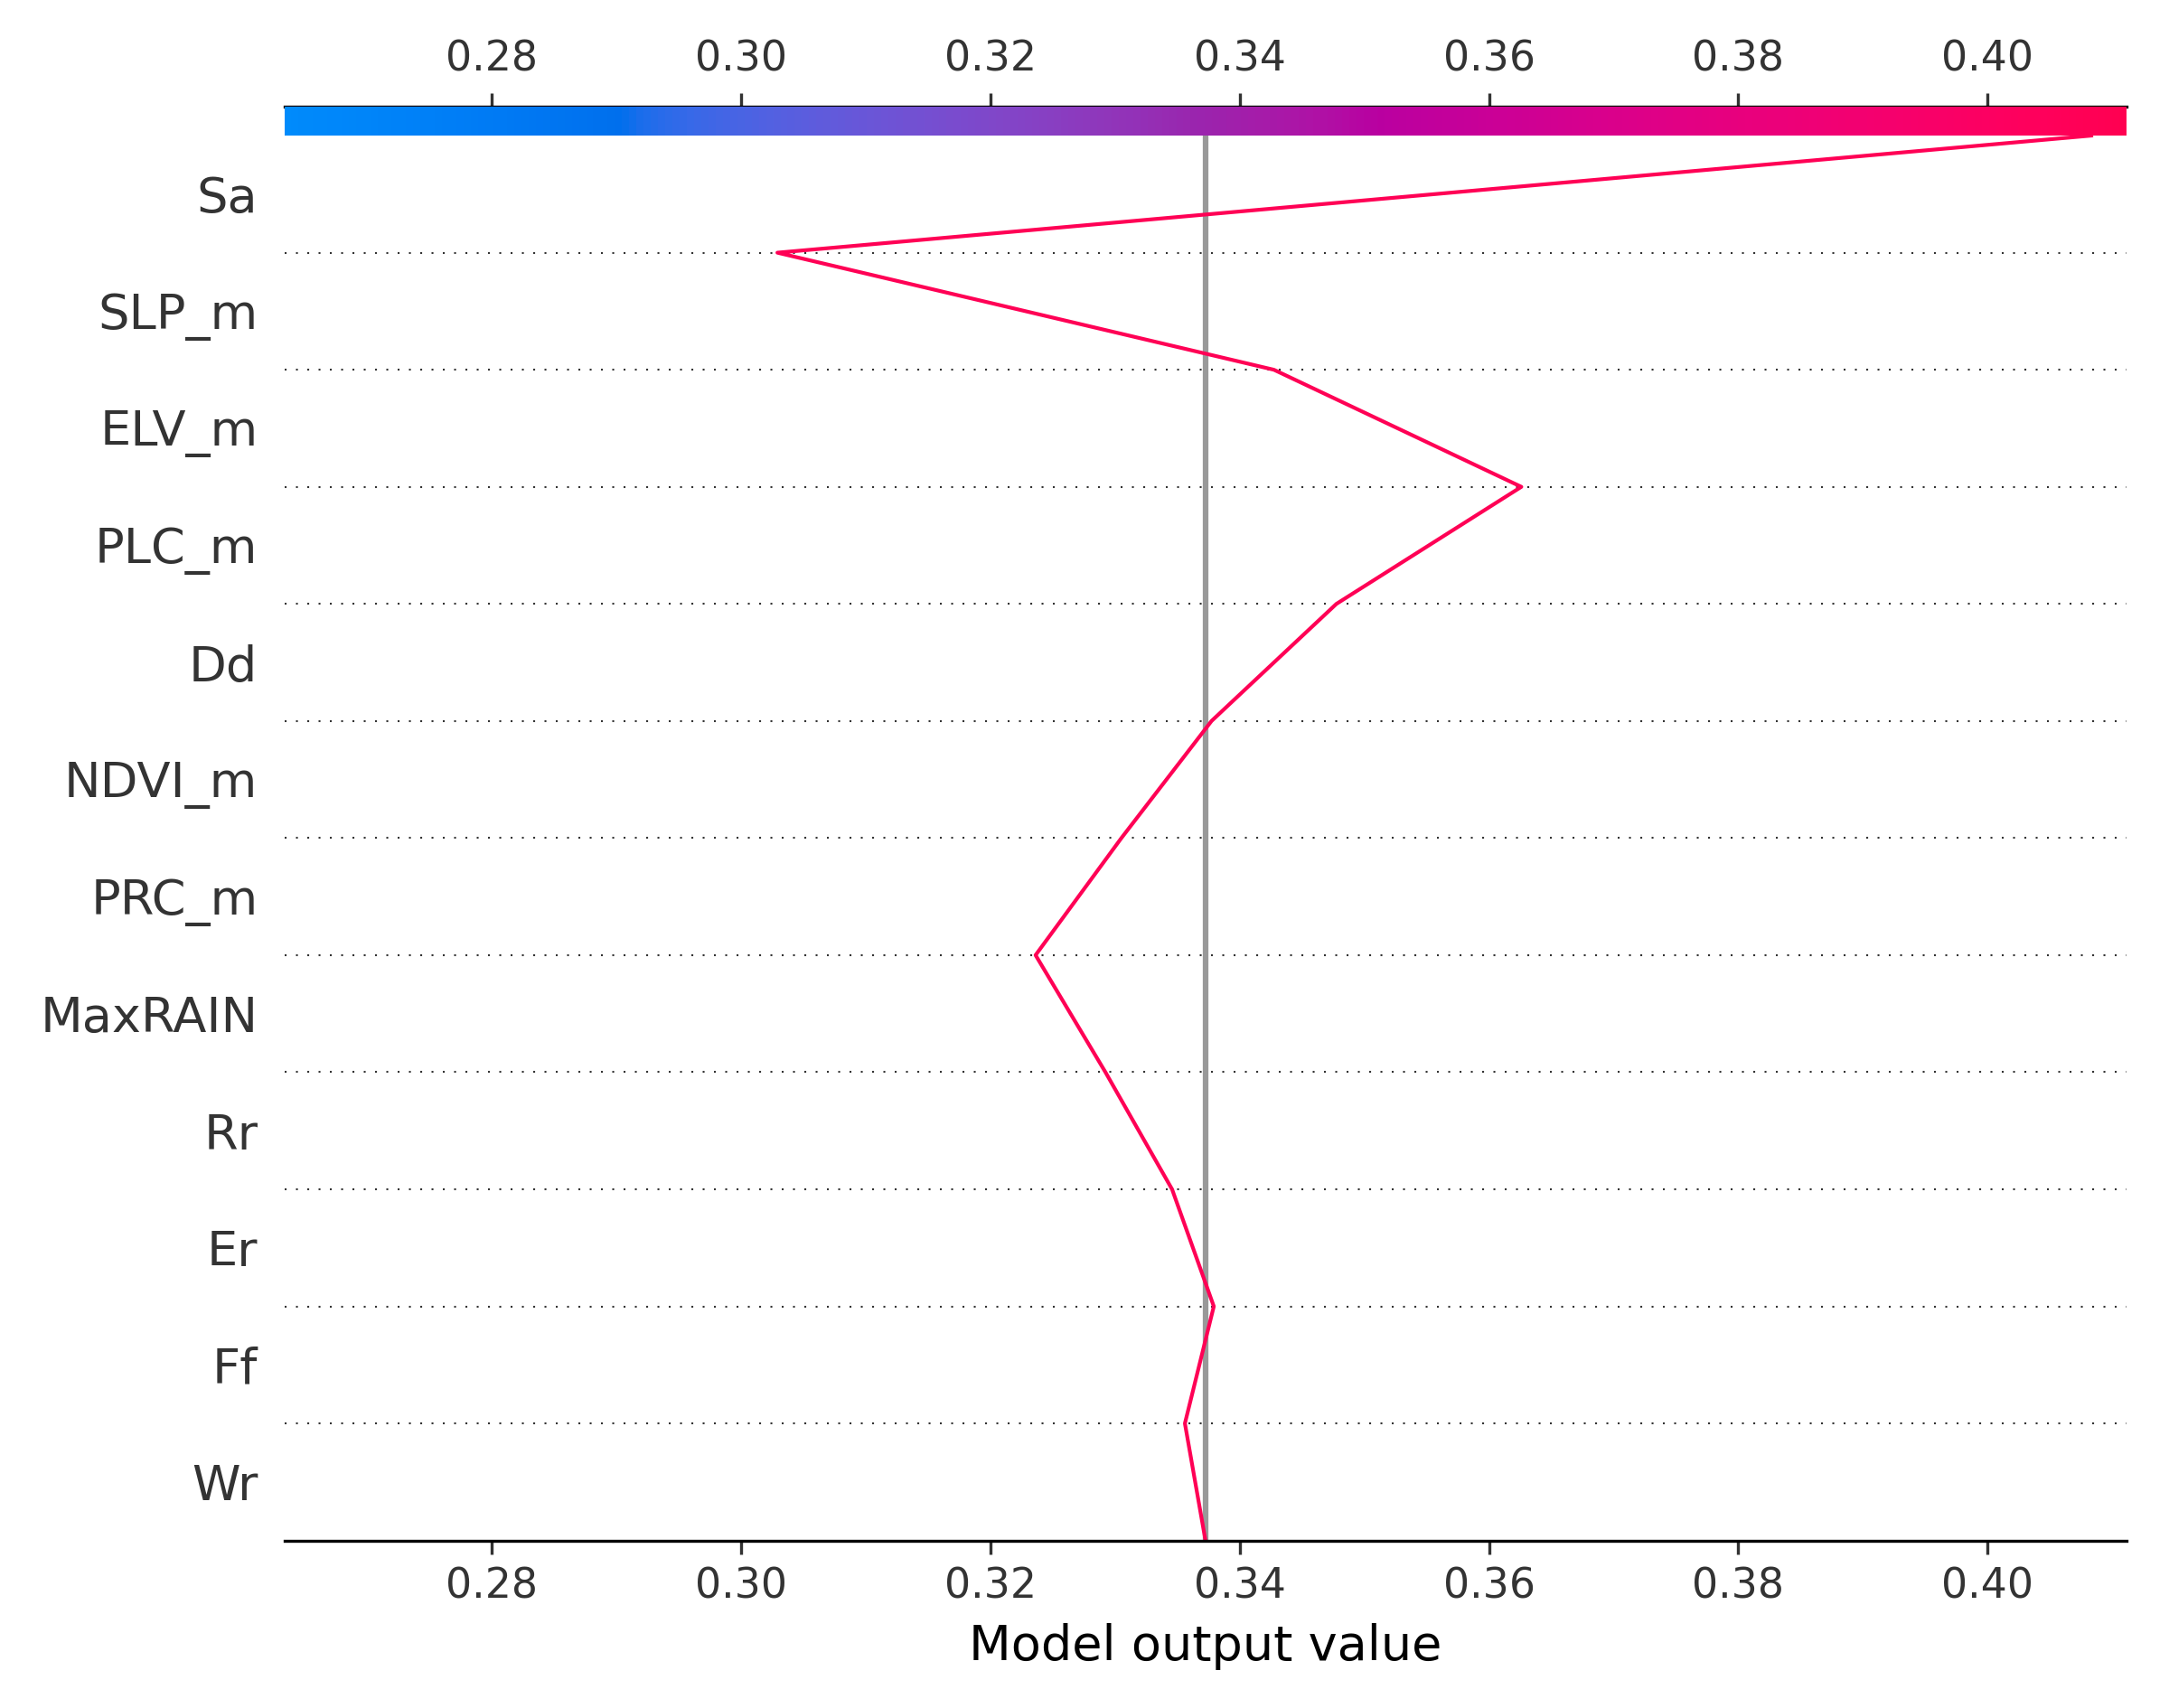 0.28 0.30 0.32 0.34 0.36 0.38 0.40
Sa
SLP_m
ELV_m
PLC_m
Dd
NDVI_m
PRC_m
MaxRAIN
Rr
Er
Ff
Wr
0.28 0.30 0.32 0.34 0.36 0.38 0.40
Model output value